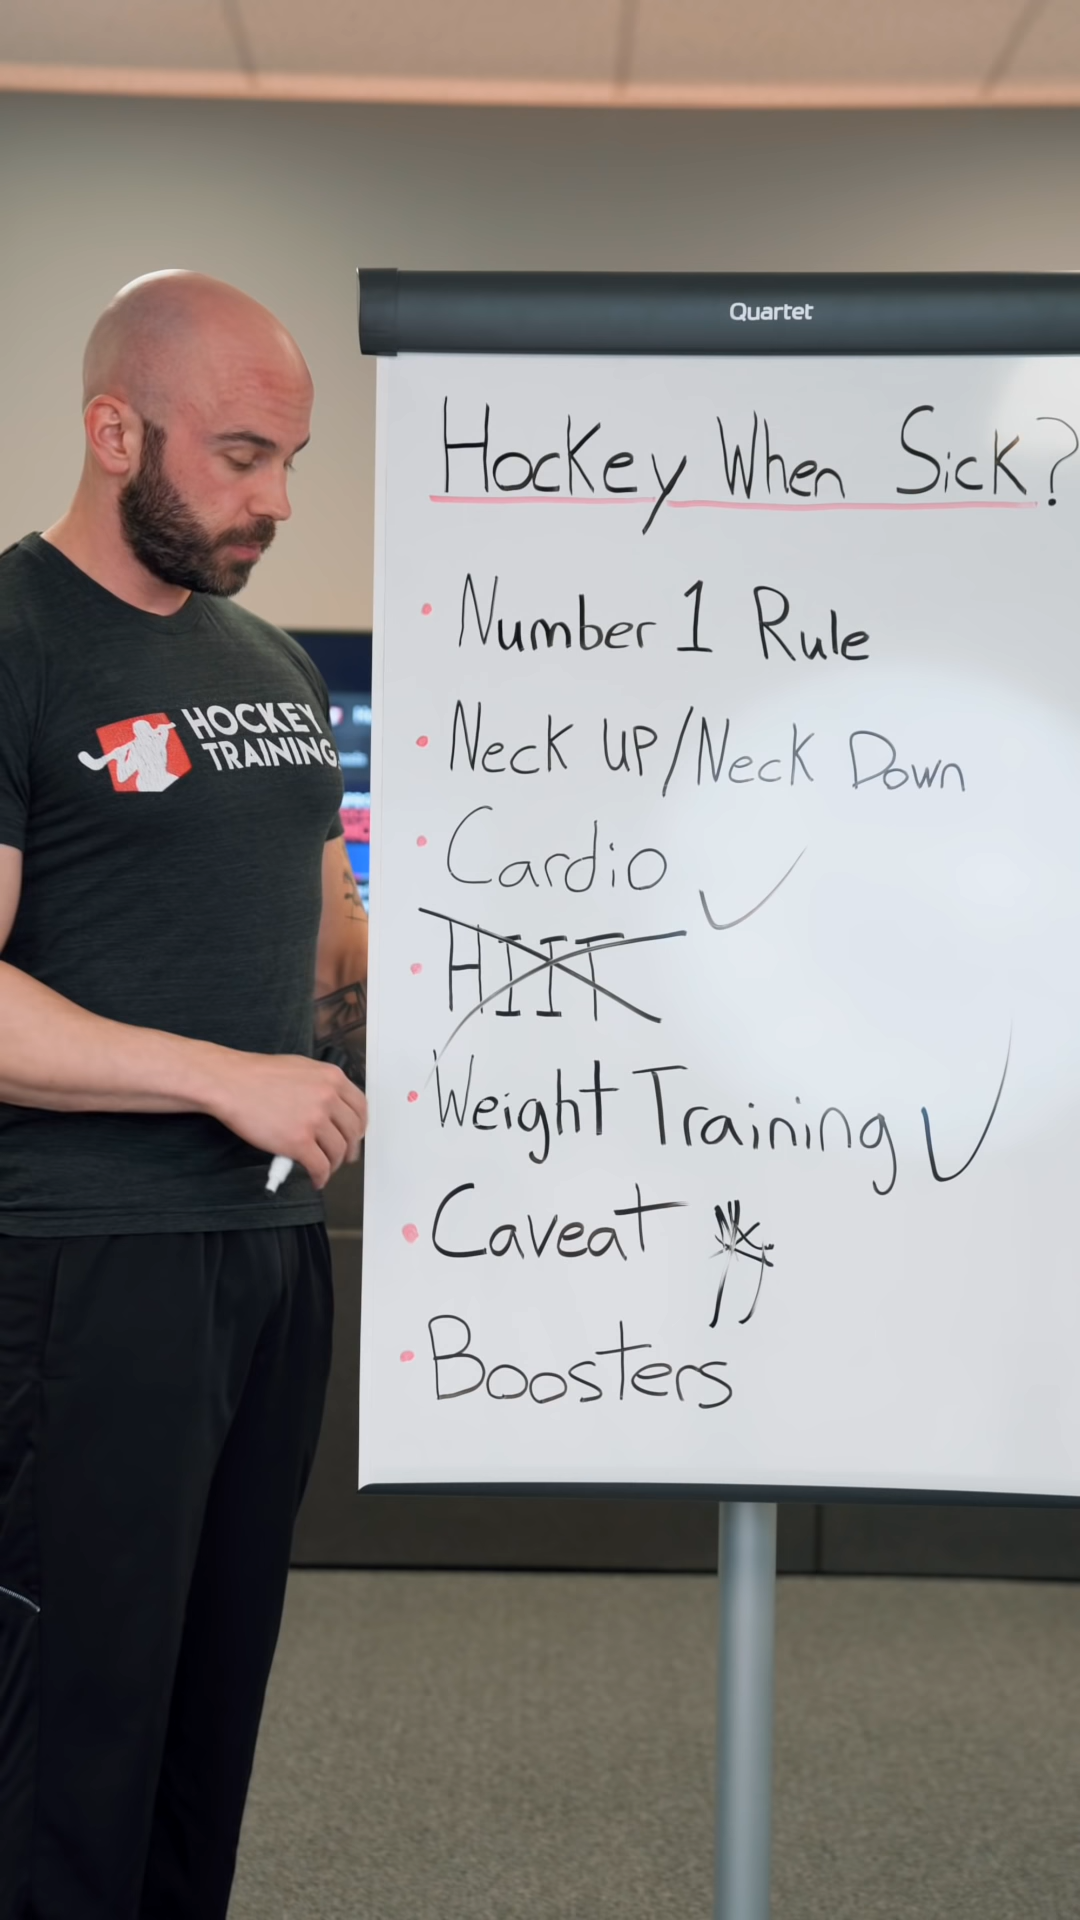 Quartet
Hockey When Sick?
• Number 1 Rule
• Neck UP/Neck Down
• Cardio ✓
• HIIT
• Weight Training ✓
• Caveat *
• Boosters
HOCKEY
TRAINING